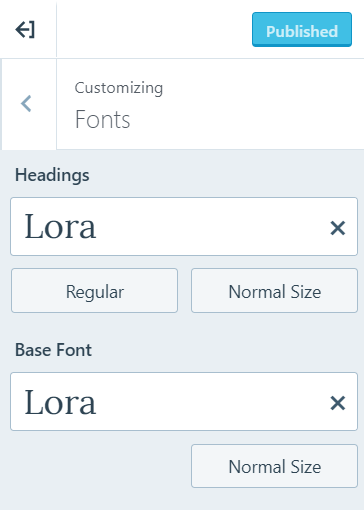 Published
Customizing
Fonts
Headings
Lora
Regular
Normal Size
Base Font
Lora
Normal Size